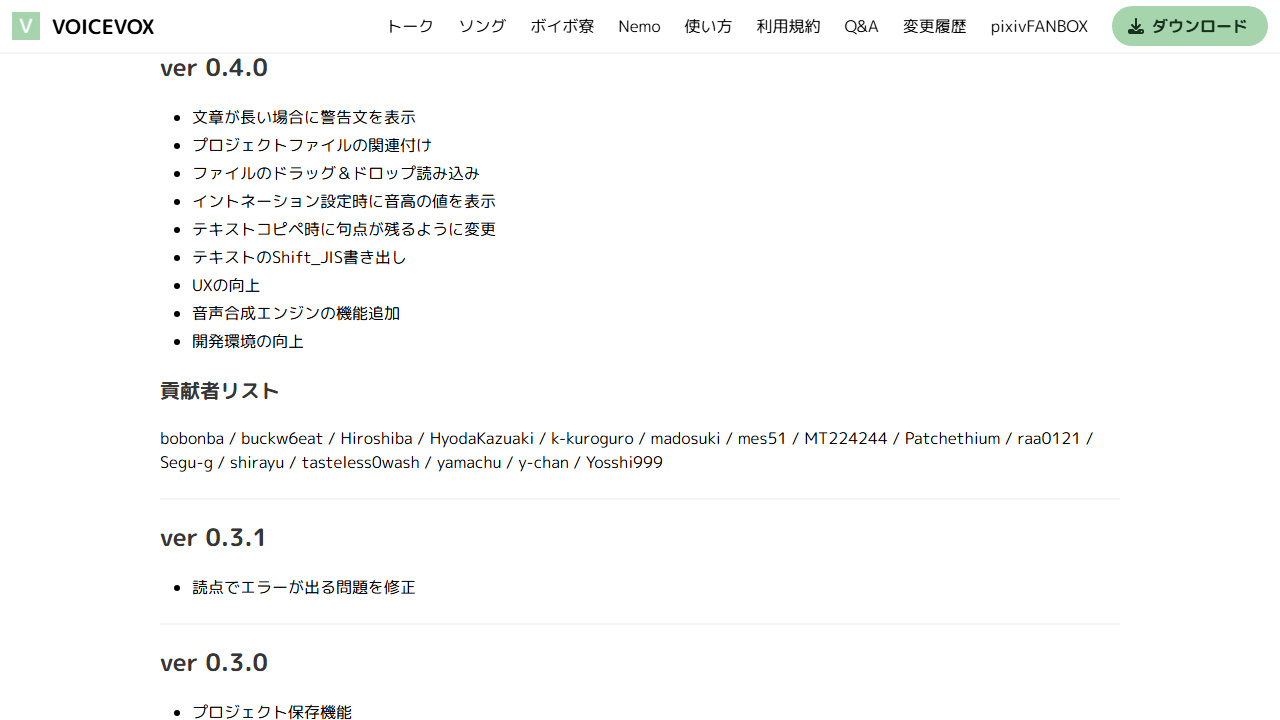 V VOICEVOX トーク ソング ボイボ寮 Nemo 使い方 利用規約 Q&A 変更履歴 pixivFANBOX ダウンロード
ver 0.4.0
文章が長い場合に警告文を表示
プロジェクトファイルの関連付け
ファイルのドラッグ＆ドロップ読み込み
イントネーション設定時に音高の値を表示
テキストコピペ時に句点が残るように変更
テキストのShift_JIS書き出し
UXの向上
音声合成エンジンの機能追加
開発環境の向上
貢献者リスト
bobonba / buckw6eat / Hiroshiba / HyodaKazuaki / k-kuroguro / madosuki / mes51 / MT224244 / Patchethium / raa0121 /
Segu-g / shirayu / tasteless0wash / yamachu / y-chan / Yosshi999
ver 0.3.1
読点でエラーが出る問題を修正
ver 0.3.0
プロジェクト保存機能